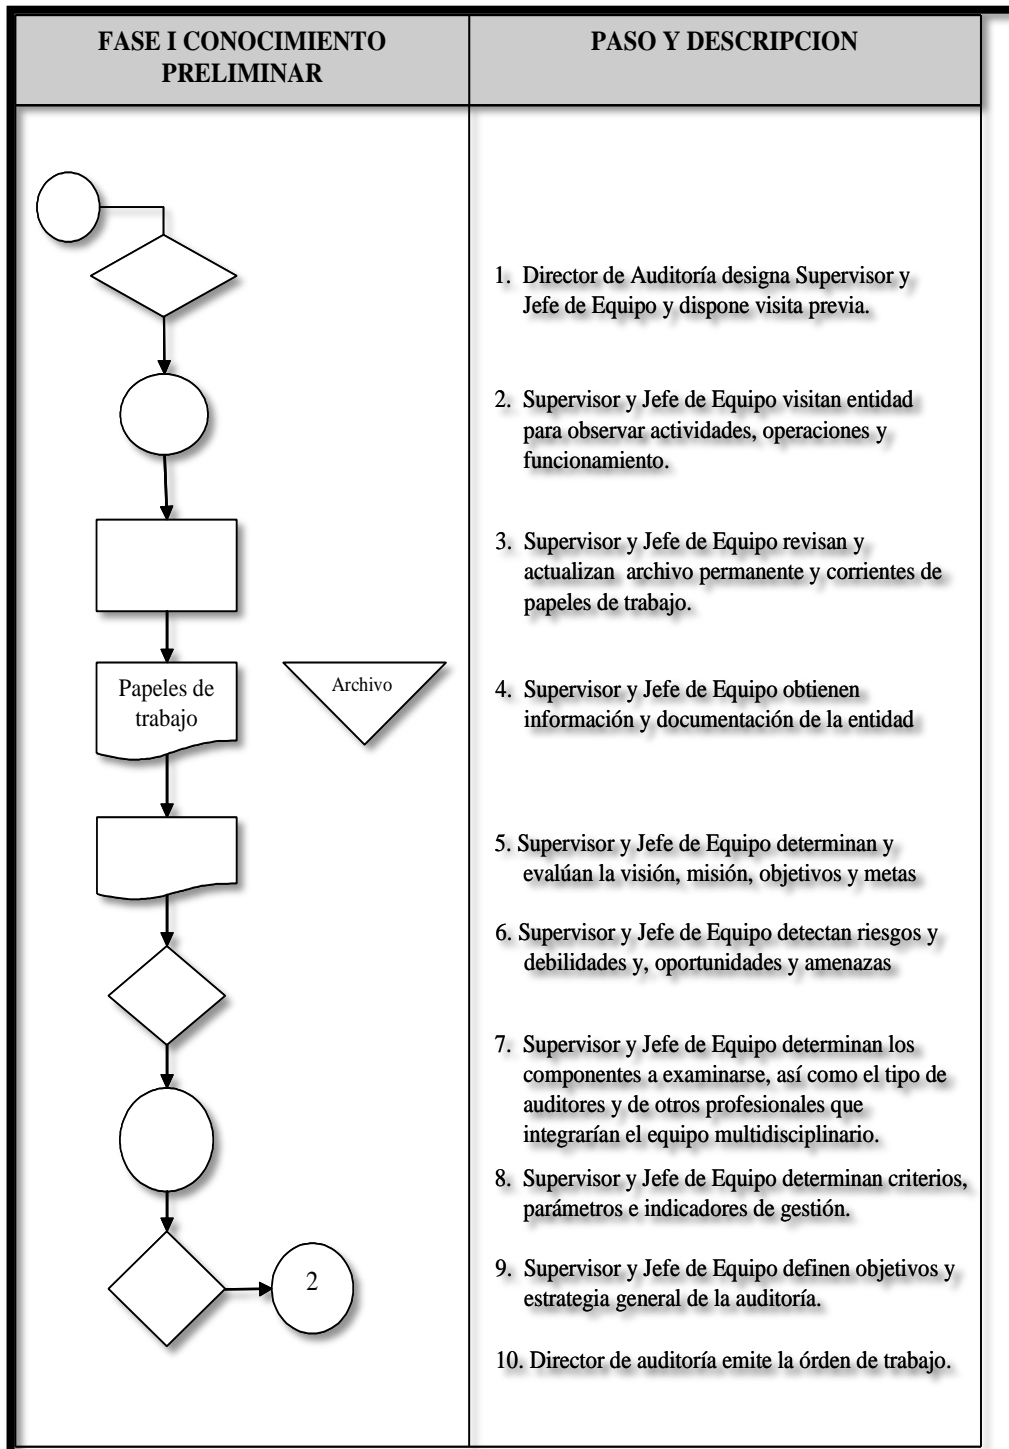 FASE I CONOCIMIENTO
PRELIMINAR
PASO Y DESCRIPCION
1. Director de Auditoría designa Supervisor y
Jefe de Equipo y dispone visita previa.
2. Supervisor y Jefe de Equipo visitan entidad
para observar actividades, operaciones y
funcionamiento.
3. Supervisor y Jefe de Equipo revisan y
actualizan archivo permanente y corrientes de
papeles de trabajo.
Papeles de
trabajo
Archivo
4. Supervisor y Jefe de Equipo obtienen
información y documentación de la entidad
5. Supervisor y Jefe de Equipo determinan y
evalúan la visión, misión, objetivos y metas
6. Supervisor y Jefe de Equipo detectan riesgos y
debilidades y, oportunidades y amenazas
7. Supervisor y Jefe de Equipo determinan los
componentes a examinarse, así como el tipo de
auditores y de otros profesionales que
integrarían el equipo multidisciplinario.
8. Supervisor y Jefe de Equipo determinan criterios,
parámetros e indicadores de gestión.
2
9. Supervisor y Jefe de Equipo definen objetivos y
estrategia general de la auditoría.
10. Director de auditoría emite la órden de trabajo.